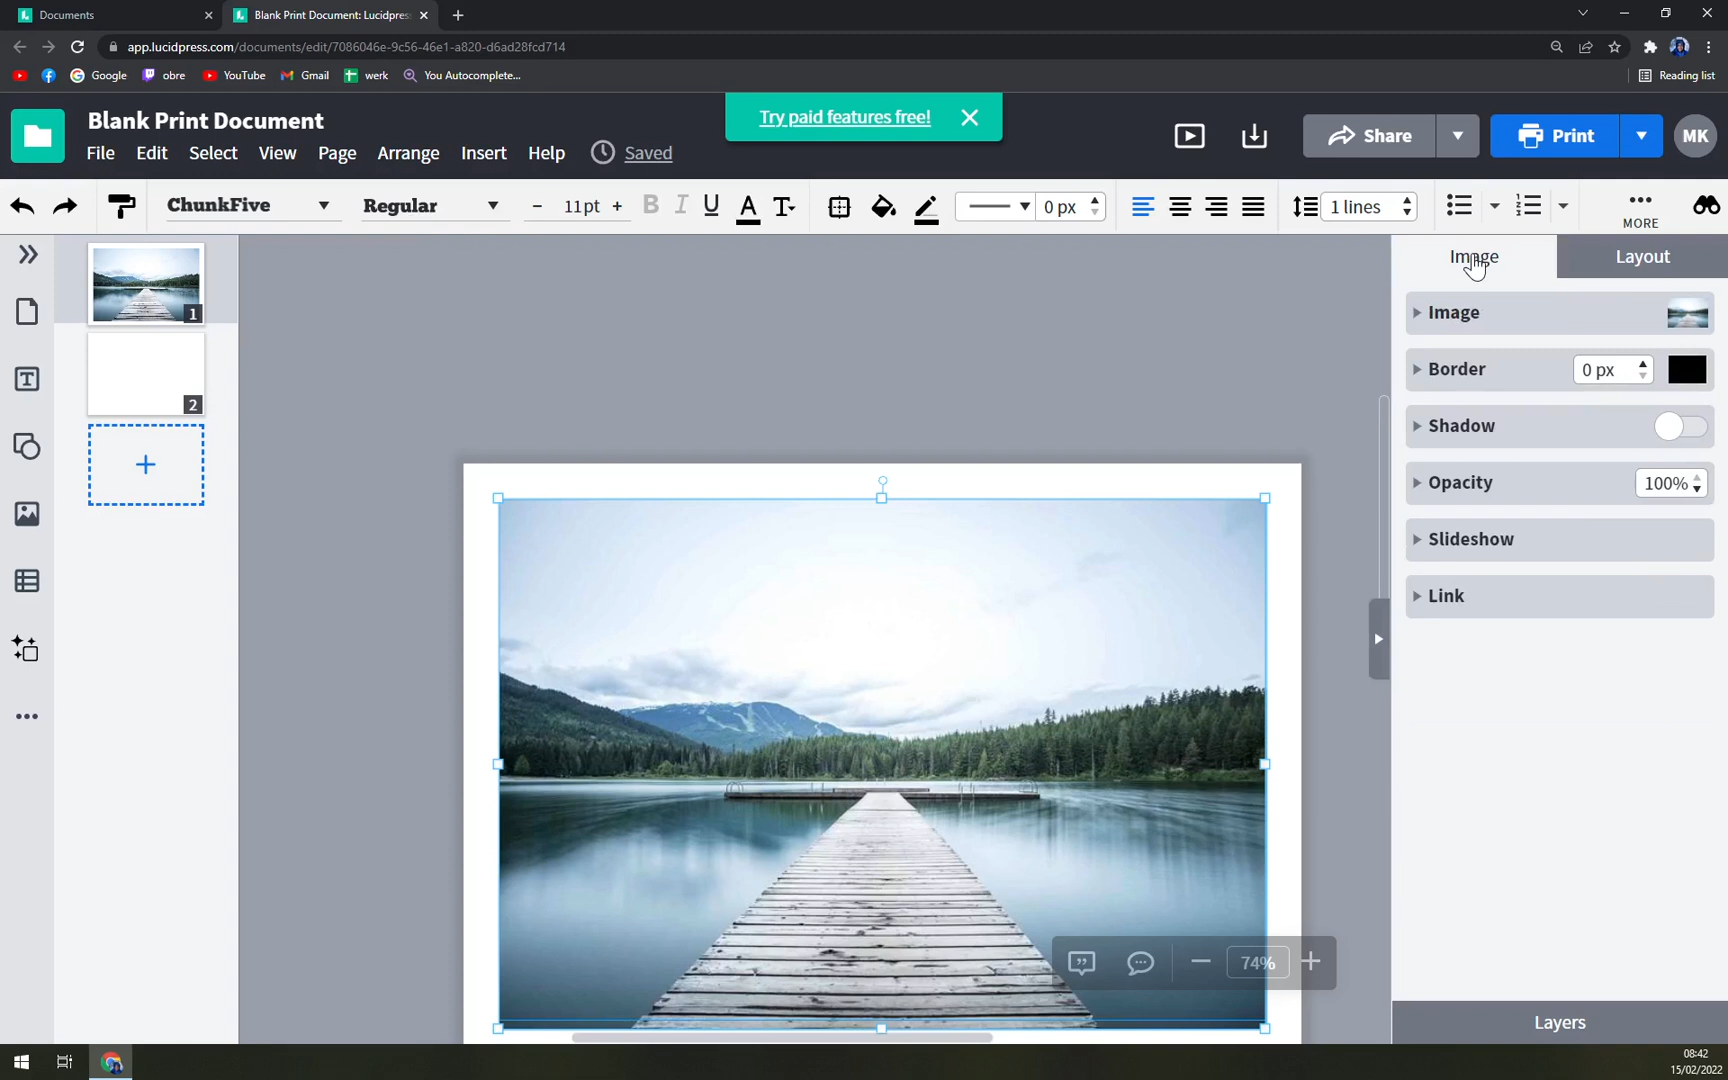 Documents
Blank Print Document: Lucidpres
app.lucidpress.com/documents/edit/7086046e-9c56-46e1-a820-d6ad28fcd714
Google
obre
YouTube
Gmail
werk
You Autocomplete...
Reading list
Blank Print Document
Try paid features free!
File Edit Select View Page Arrange Insert Help
Saved
Share
Print
MK
ChunkFive
Regular
- 11pt +
B I U A T
0 px
1 lines
MORE
Image
Layout
1
2
Image
Border 0 px
Shadow
Opacity 100%
Slideshow
Link
74%
Layers
08:42
15/02/2022